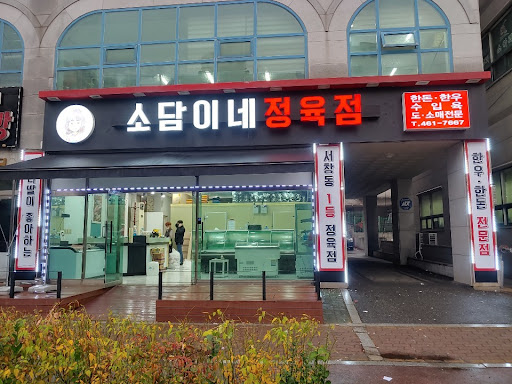 소담이네정육점
한돈·한우
수입육
도·소매전문
T.461-7667
서창동 1등 정육점
한우·한돈 전문점